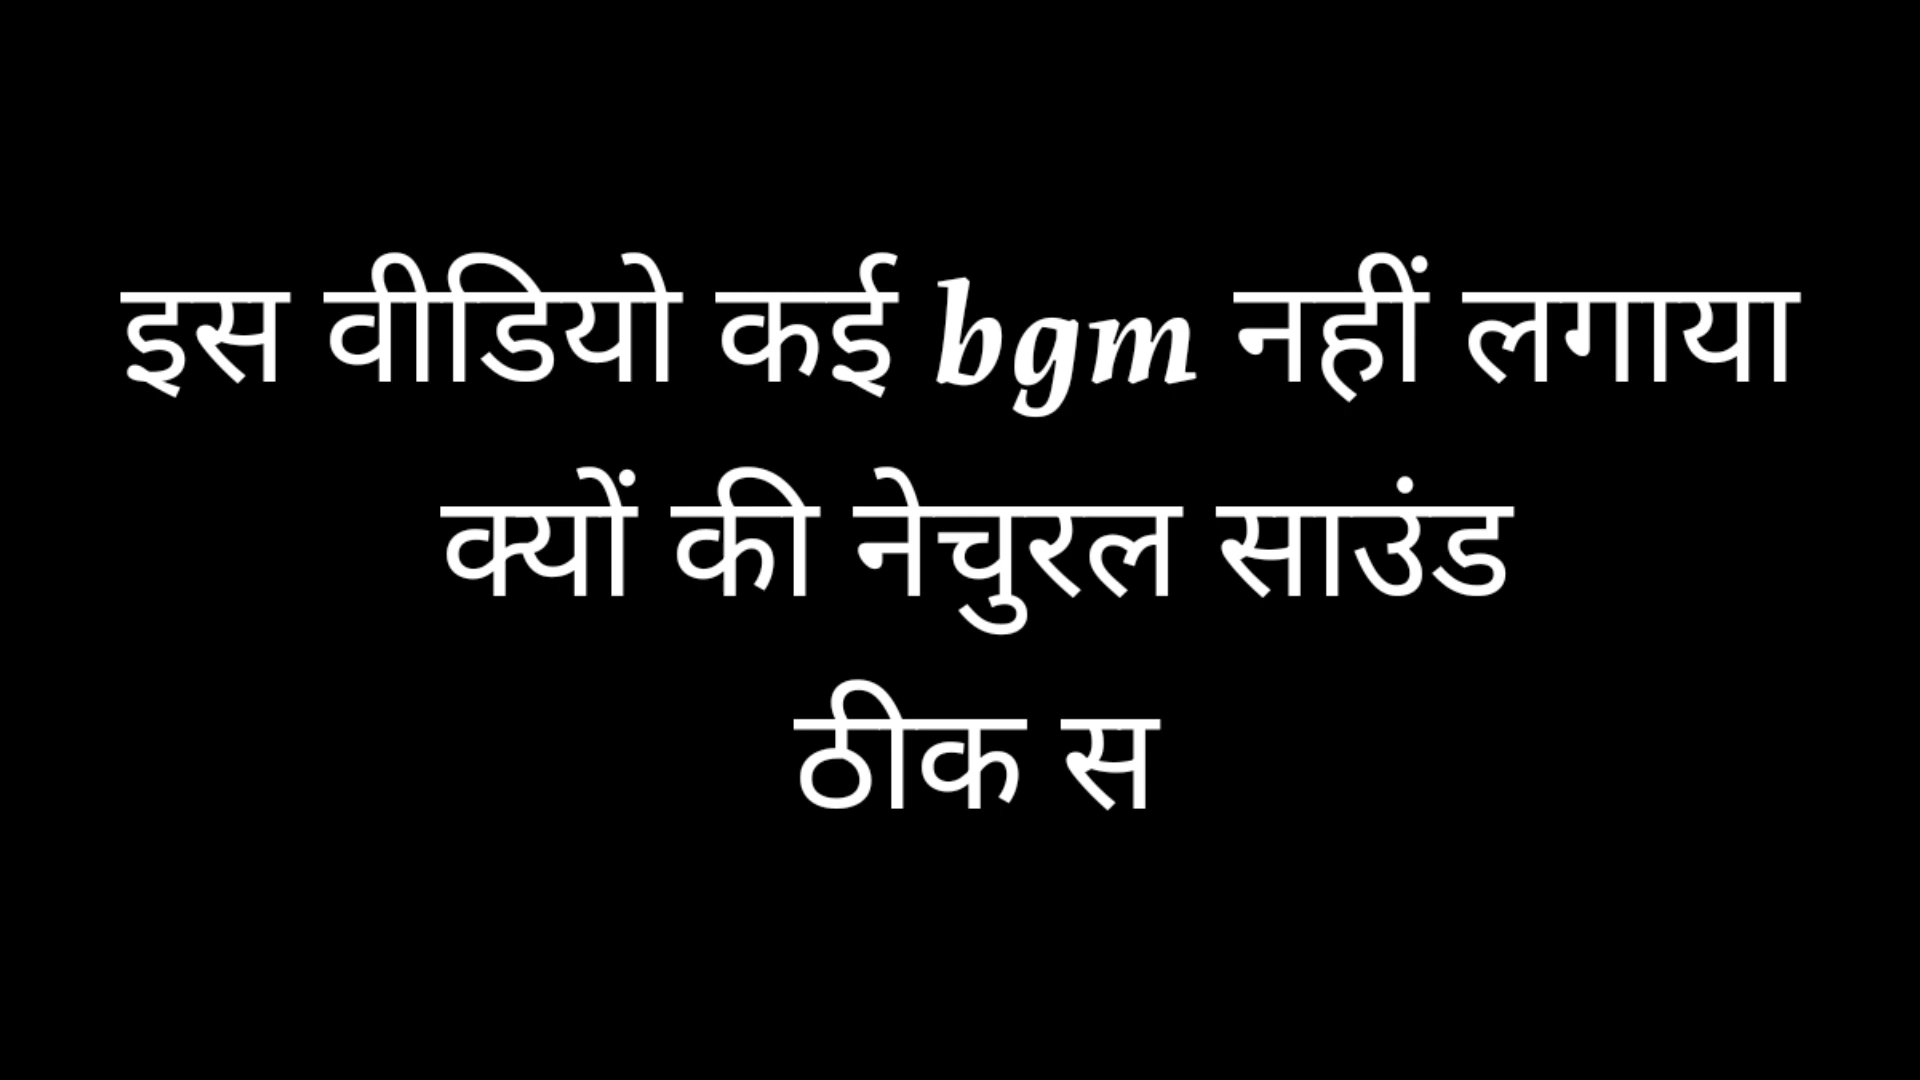 इस वीडियो कई bgm नहीं लगाया
क्यों की नेचुरल साउंड
ठीक स